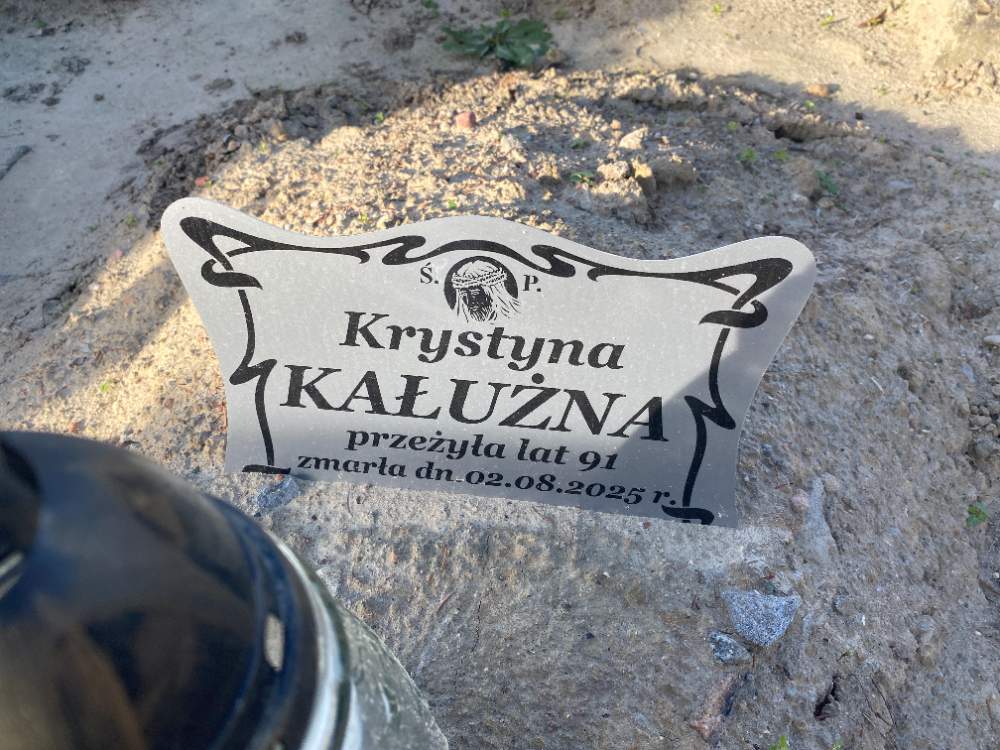 Ś. P.
Krystyna
KAŁUŻNA
przeżyła lat 91
zmarła dn.02.08.2025 r.